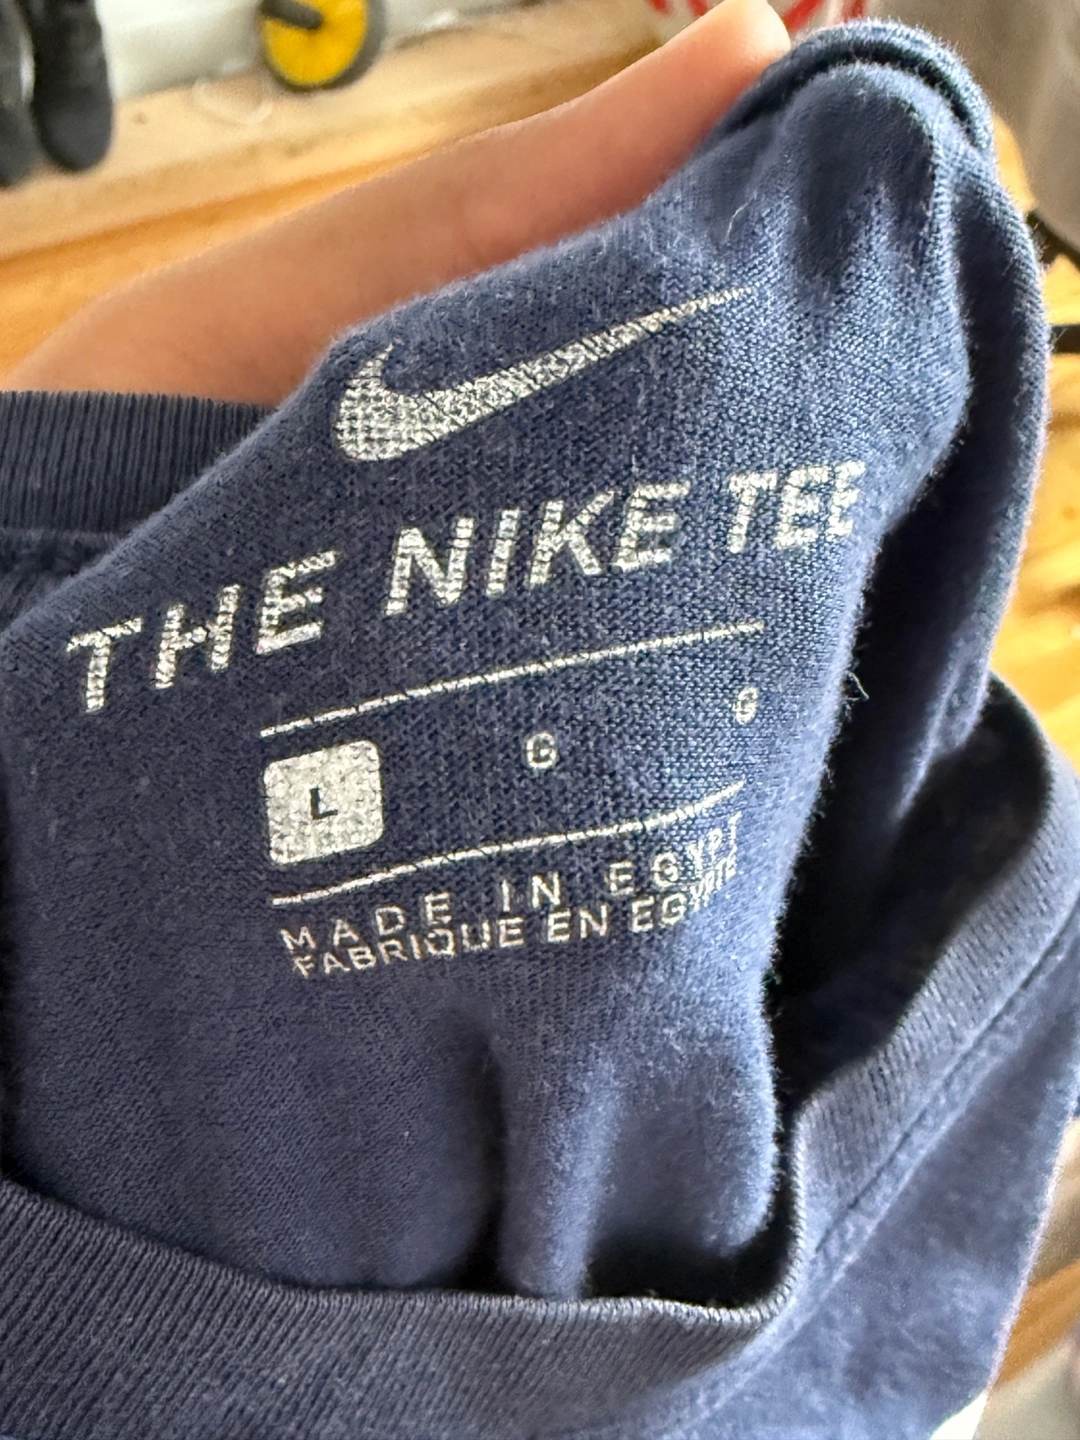 THE NIKE TEE
L G G
MADE IN EGYPT
FABRIQUE EN EGYPTE